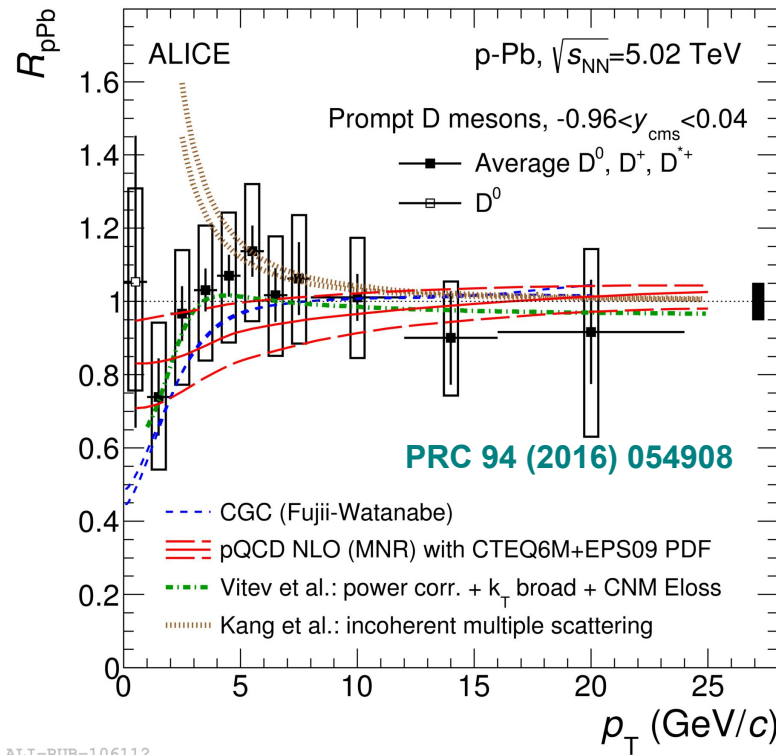 R_pPb
ALICE
p-Pb, √s_NN=5.02 TeV
Prompt D mesons, -0.96<y_cms<0.04
Average D⁰, D⁺, D*⁺
D⁰
1.6
1.4
1.2
1
0.8
0.6
0.4
0.2
0
PRC 94 (2016) 054908
CGC (Fujii-Watanabe)
pQCD NLO (MNR) with CTEQ6M+EPS09 PDF
Vitev et al.: power corr. + k_T broad + CNM Eloss
Kang et al.: incoherent multiple scattering
0 5 10 15 20 25
p_T (GeV/c)
ALI-PUB-106112